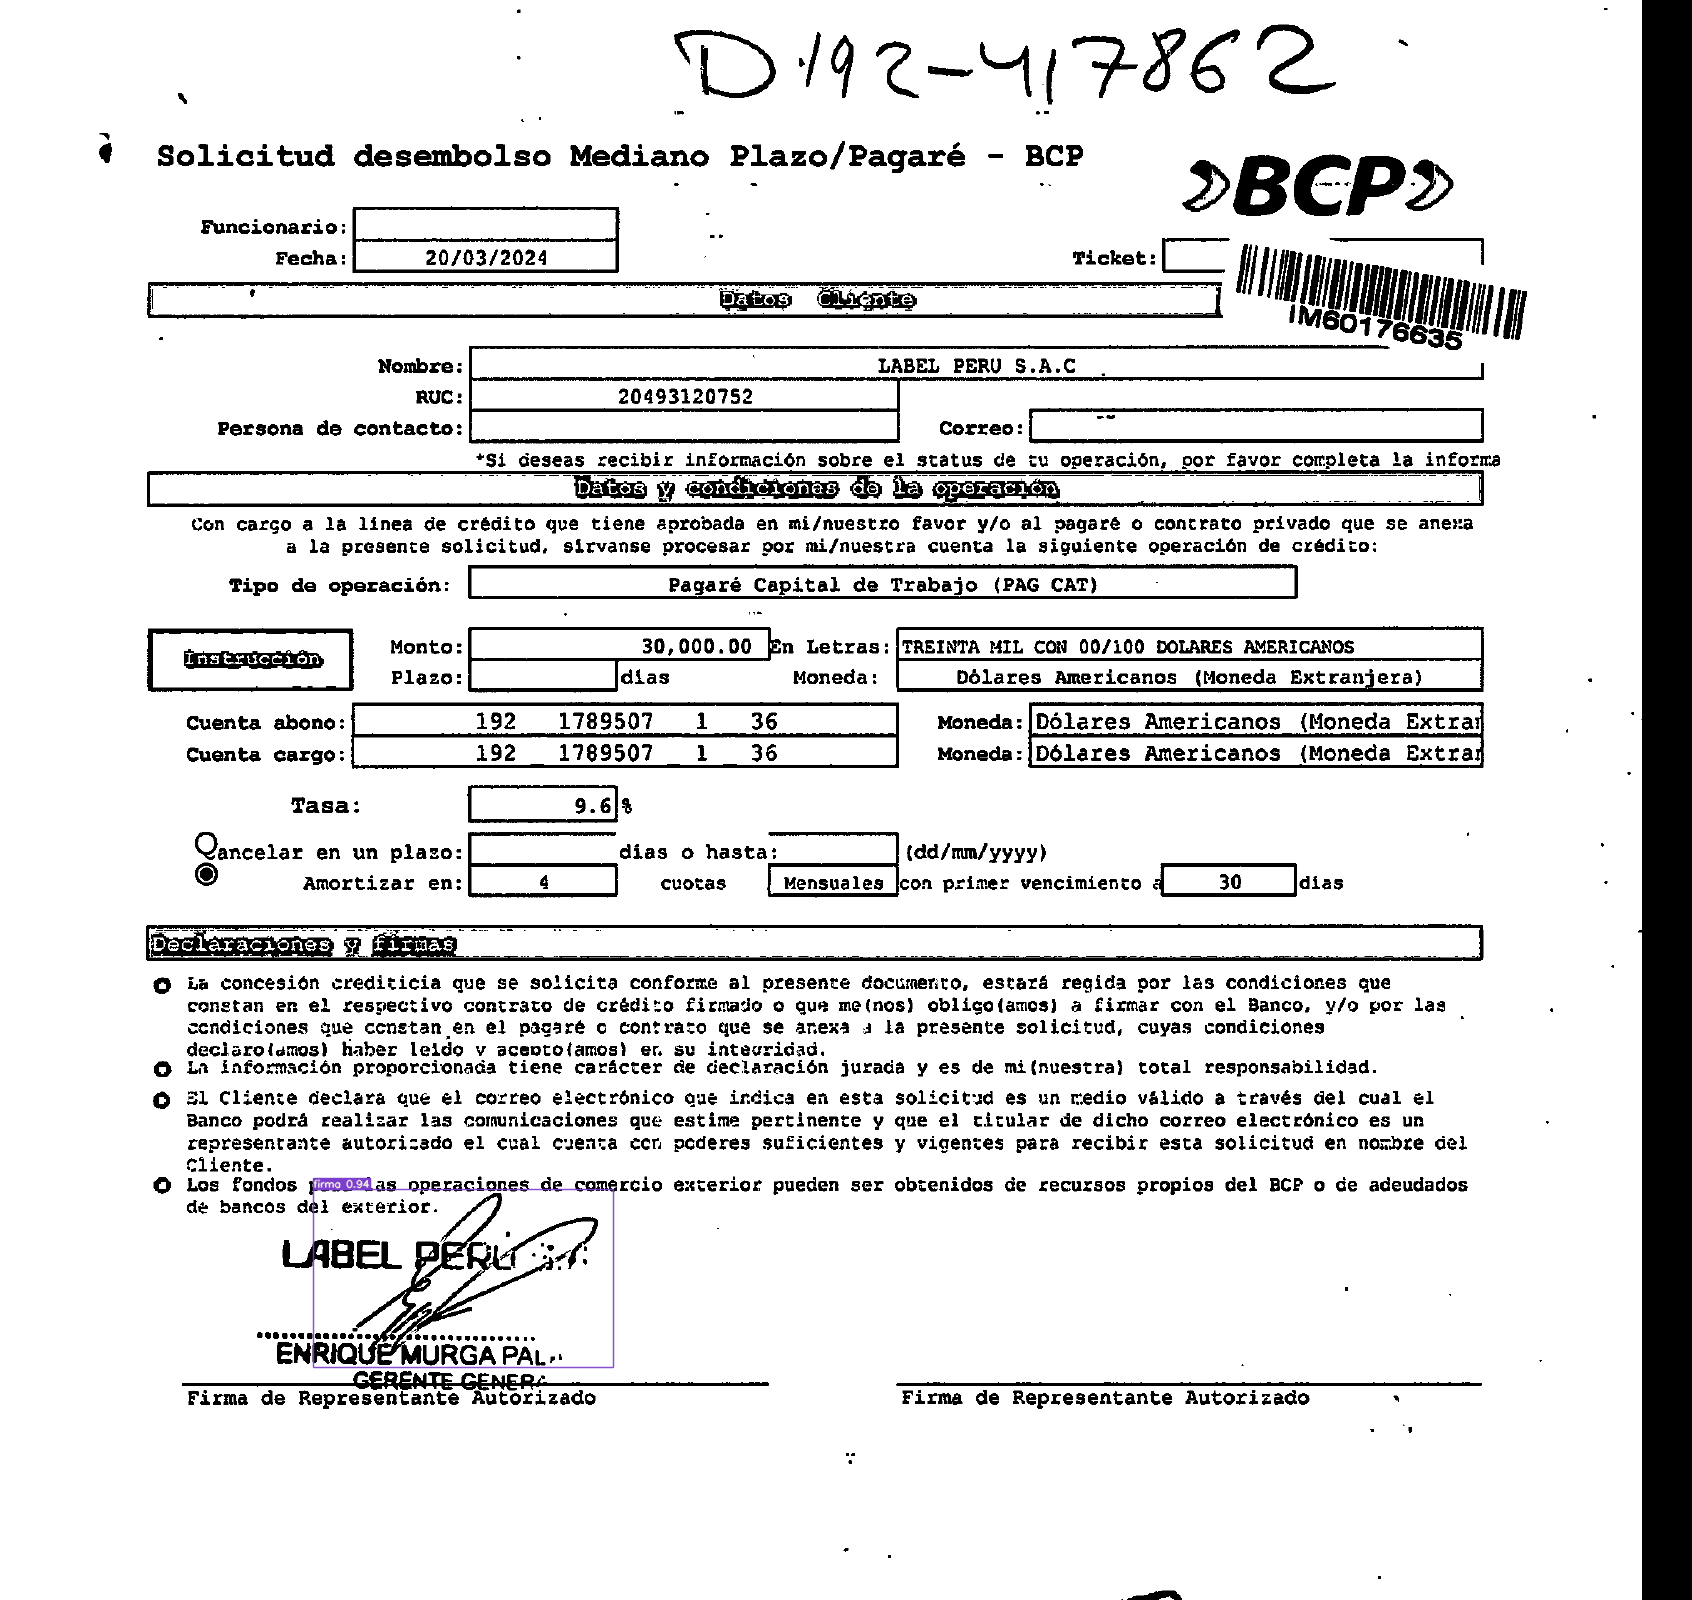 D192-417862
Solicitud desembolso Mediano Plazo/Pagaré - BCP
BCP
Funcionario:
Fecha: 20/03/2024
Ticket:
IM60176635
Datos Cliente
Nombre: LABEL PERU S.A.C
RUC: 20493120752
Persona de contacto: Correo:
*Si deseas recibir información sobre el status de tu operación, por favor completa la informa
Datos y condiciones de la operación
Con cargo a la línea de crédito que tiene aprobada en mi/nuestro favor y/o al pagaré o contrato privado que se anexa
a la presente solicitud, sírvanse procesar por mi/nuestra cuenta la siguiente operación de crédito:
Tipo de operación: Pagaré Capital de Trabajo (PAG CAT)
Instrucción
Monto: 30,000.00 En Letras: TREINTA MIL CON 00/100 DOLARES AMERICANOS
Plazo: días Moneda: Dólares Americanos (Moneda Extranjera)
Cuenta abono: 192 1789507 1 36 Moneda: Dólares Americanos (Moneda Extran
Cuenta cargo: 192 1789507 1 36 Moneda: Dólares Americanos (Moneda Extran
Tasa: 9.6 %
Cancelar en un plazo: días o hasta: (dd/mm/yyyy)
Amortizar en: 4 cuotas Mensuales con primer vencimiento a 30 días
Declaraciones y firmas
La concesión crediticia que se solicita conforme al presente documento, estará regida por las condiciones que
constan en el respectivo contrato de crédito firmado o que me(nos) obligo(amos) a firmar con el Banco, y/o por las
condiciones que constan en el pagaré o contrato que se anexa a la presente solicitud, cuyas condiciones
declaro(amos) haber leído y acepto(amos) en su integridad.
La información proporcionada tiene carácter de declaración jurada y es de mi(nuestra) total responsabilidad.
El Cliente declara que el correo electrónico que indica en esta solicitud es un medio válido a través del cual el
Banco podrá realizar las comunicaciones que estime pertinente y que el titular de dicho correo electrónico es un
representante autorizado el cual cuenta con poderes suficientes y vigentes para recibir esta solicitud en nombre del
Cliente.
Los fondos firma 0.94 as operaciones de comercio exterior pueden ser obtenidos de recursos propios del BCP o de adeudados
de bancos del exterior.
LABEL PERU
ENRIQUE MURGA PAL
GERENTE GENERA
Firma de Representante Autorizado Firma de Representante Autorizado